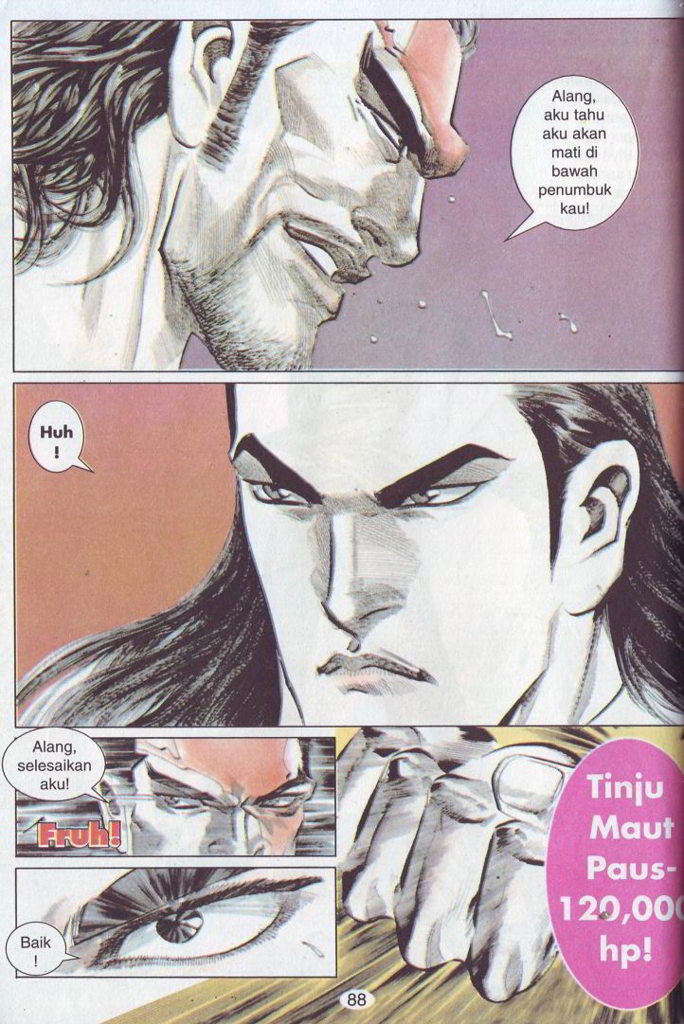 Alang,
aku tahu
aku akan
mati di
bawah
penumbuk
kau!
Huh
!
Alang,
selesaikan
aku!
Fruh!
Baik
!
Tinju
Maut
Paus-
120,000
hp!
88